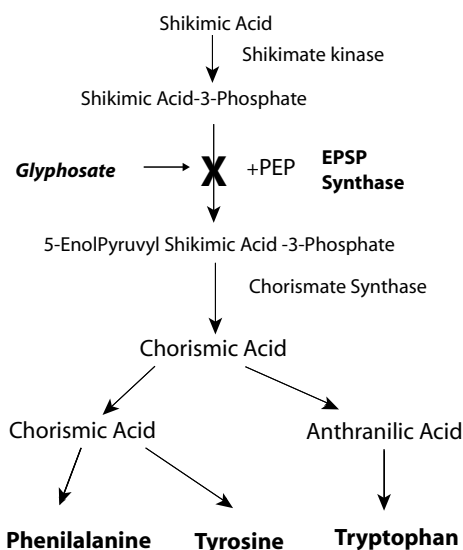 Shikimic Acid
Shikimate kinase
Shikimic Acid-3-Phosphate
Glyphosate
X
+PEP
EPSP
Synthase
5-EnolPyruvyl Shikimic Acid -3-Phosphate
Chorismate Synthase
Chorismic Acid
Chorismic Acid
Anthranilic Acid
Phenilalanine
Tyrosine
Tryptophan